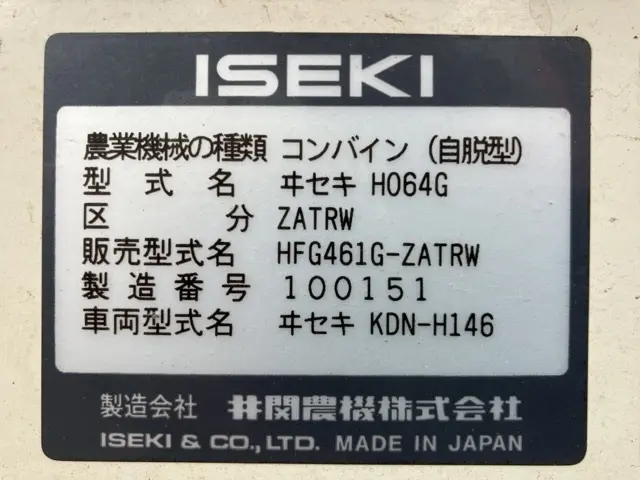 ISEKI
農業機械の種類 コンバイン (自脱型)
型式名 ヰセキ HO64G
区分 ZATRW
販売型式名 HFG461G-ZATRW
製造番号 100151
車両型式名 ヰセキ KDN-H146
製造会社 井関農機株式会社
ISEKI & CO., LTD. MADE IN JAPAN